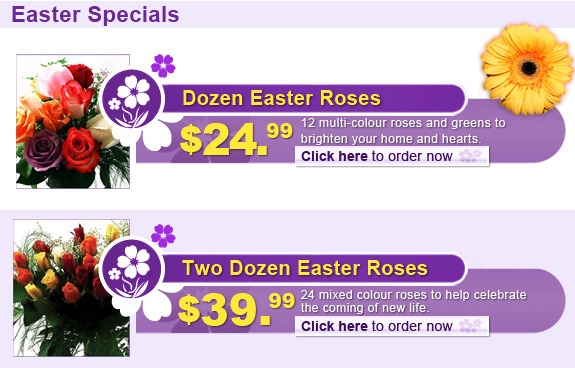 Easter Specials
Dozen Easter Roses
$24.99
12 multi-colour roses and greens to
brighten your home and hearts.
Click here to order now
Two Dozen Easter Roses
$39.99
24 mixed colour roses to help celebrate
the coming of new life.
Click here to order now